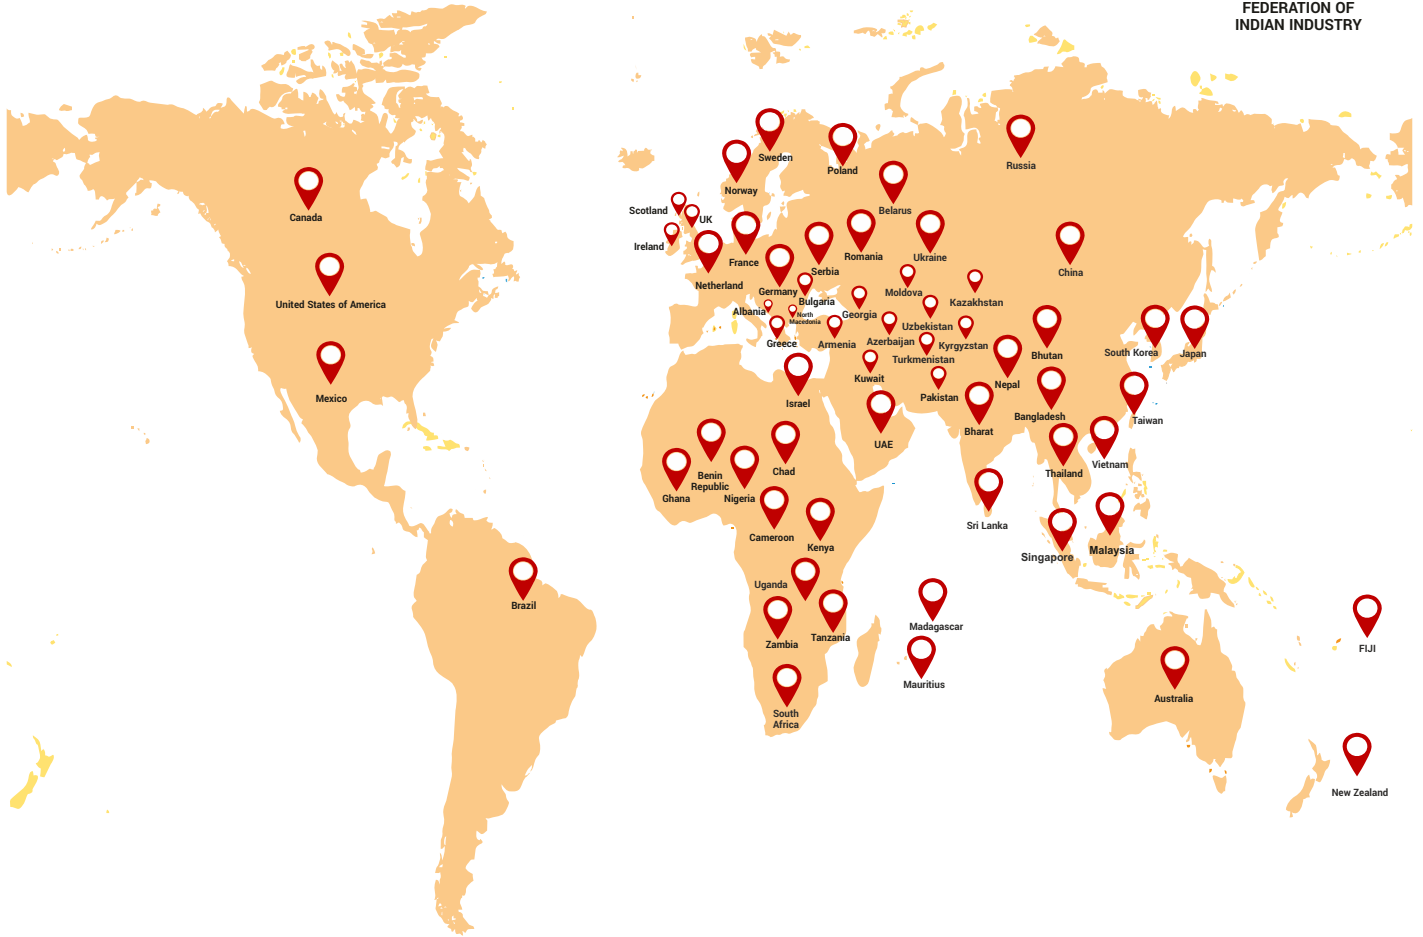 FEDERATION OF
INDIAN INDUSTRY
Sweden
Poland
Russia
Norway
Canada
Scotland
UK
Belarus
Ireland
France
Romania
Ukraine
Serbia
China
Netherland
Germany
Bulgaria
Moldova
Kazakhstan
United States of America
Albania
North
Macedonia
Georgia
Uzbekistan
Greece
Armenia
Azerbaijan
Kyrgyzstan
Turkmenistan
Bhutan
South Korea
Japan
Kuwait
Nepal
Mexico
Israel
Pakistan
Bangladesh
Taiwan
Bharat
UAE
Chad
Benin
Republic
Ghana
Nigeria
Vietnam
Thailand
Sri Lanka
Cameroon
Kenya
Malaysia
Singapore
Uganda
Brazil
Madagascar
Tanzania
Zambia
FIJI
Mauritius
Australia
South
Africa
New Zealand